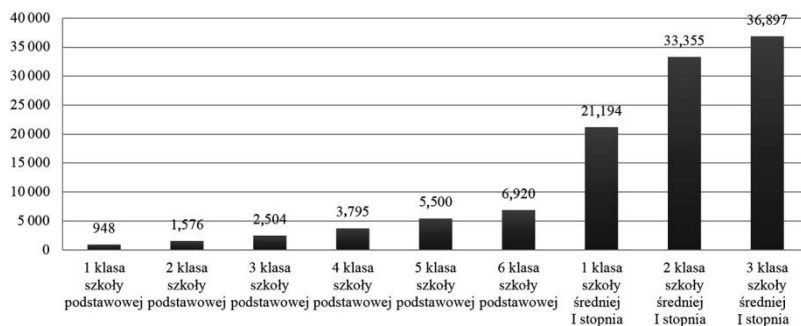 40 000
35 000
30 000
25 000
20 000
15 000
10 000
5 000
0
948
1,576
2,504
3,795
5,500
6,920
21,194
33,355
36,897
1 klasa
szkoły
podstawowej
2 klasa
szkoły
podstawowej
3 klasa
szkoły
podstawowej
4 klasa
szkoły
podstawowej
5 klasa
szkoły
podstawowej
6 klasa
szkoły
podstawowej
1 klasa
szkoły
średniej
I stopnia
2 klasa
szkoły
średniej
I stopnia
3 klasa
szkoły
średniej
I stopnia